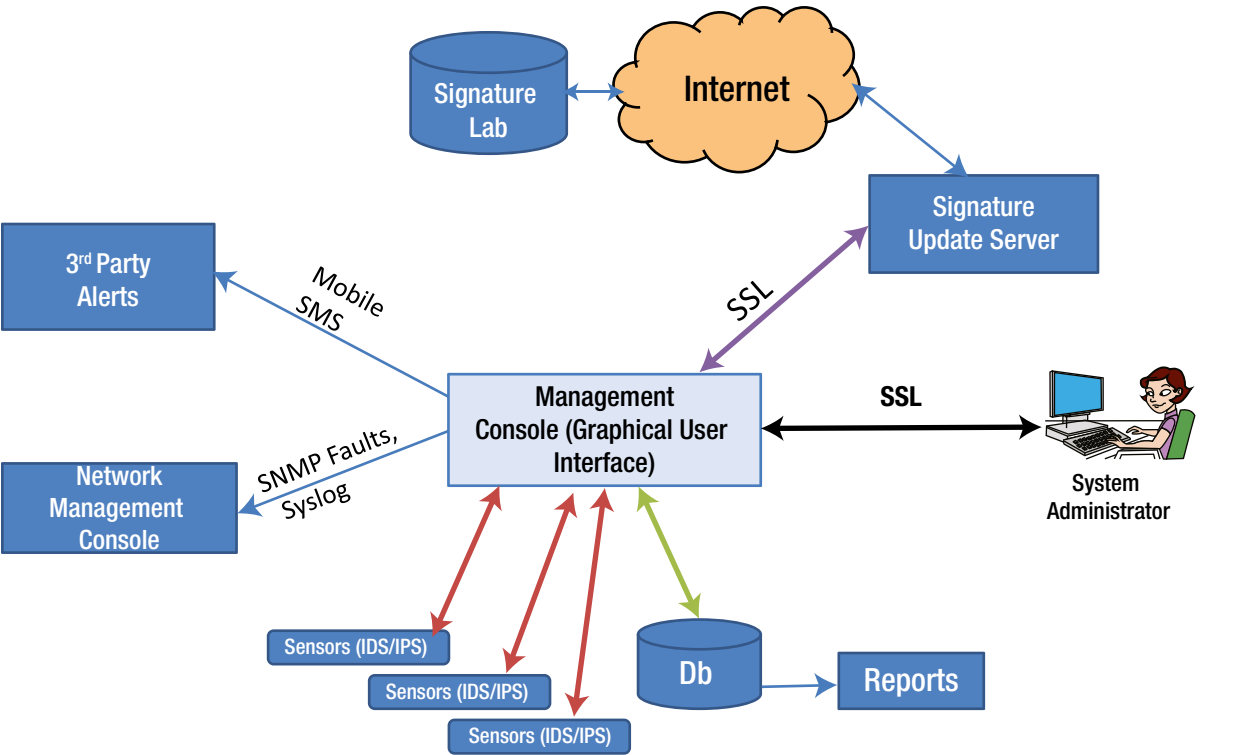 Signature
Lab
Internet
Signature
Update Server
3rd Party
Alerts
Mobile
SMS
SSL
Management
Console (Graphical User
Interface)
SSL
System
Administrator
SNMP Faults,
Syslog
Network
Management
Console
Sensors (IDS/IPS)
Sensors (IDS/IPS)
Sensors (IDS/IPS)
Db
Reports